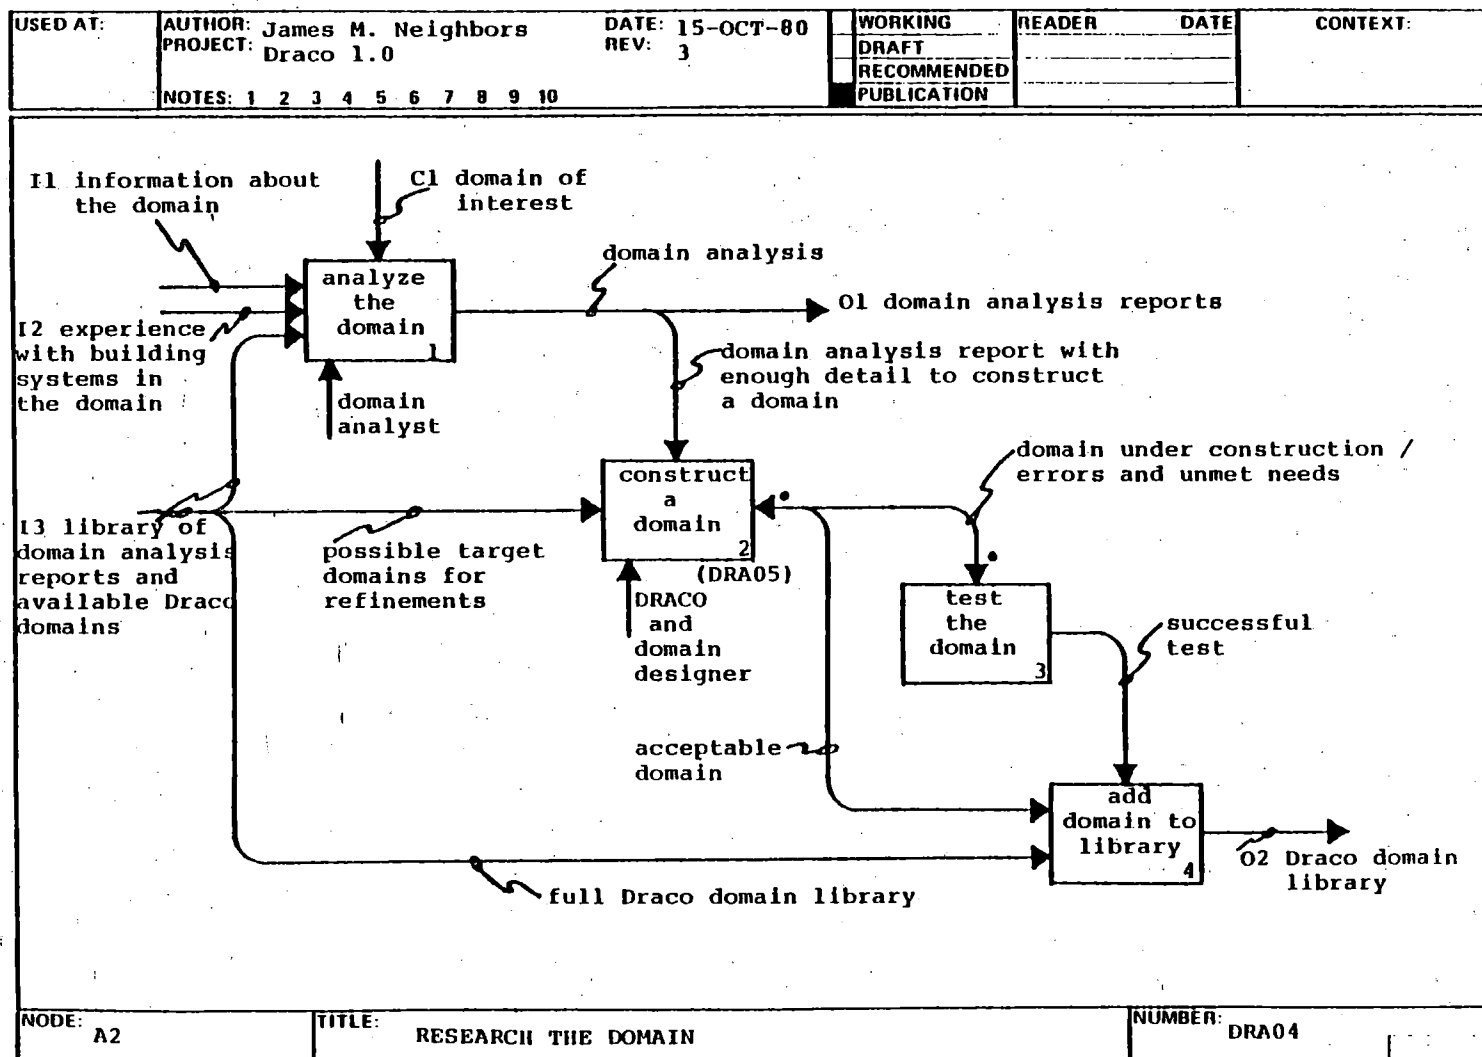 USED AT:
AUTHOR: James M. Neighbors
PROJECT: Draco 1.0
DATE: 15-OCT-80
REV: 3
NOTES: 1 2 3 4 5 6 7 8 9 10
WORKING
DRAFT
RECOMMENDED
PUBLICATION
READER DATE
CONTEXT:
I1 information about
the domain
C1 domain of
interest
analyze
the
domain
1
domain analysis
O1 domain analysis reports
I2 experience
with building
systems in
the domain
domain
analyst
domain analysis report with
enough detail to construct
a domain
domain under construction /
errors and unmet needs
construct
a
domain
2
(DRA05)
I3 library of
domain analysis
reports and
available Draco
domains
possible target
domains for
refinements
DRACO
and
domain
designer
test
the
domain
3
successful
test
acceptable
domain
add
domain to
library
4
O2 Draco domain
library
full Draco domain library
NODE: A2
TITLE: RESEARCH THE DOMAIN
NUMBER: DRA04